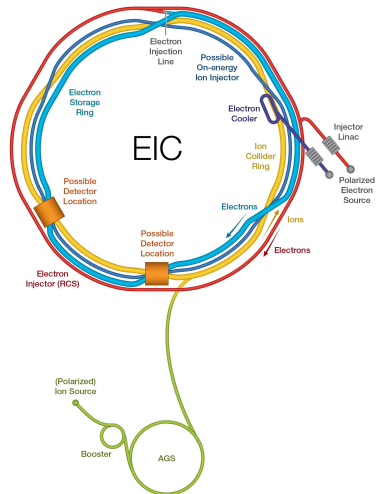 Electron
Injection
Line
Possible
On-energy
Ion Injector
Electron
Storage
Ring
Electron
Cooler
Injector
Linac
EIC
Ion
Collider
Ring
Polarized
Electron
Source
Possible
Detector
Location
Electrons
Ions
Possible
Detector
Location
Electrons
Electron
Injector (RCS)
(Polarized)
Ion Source
Booster
AGS